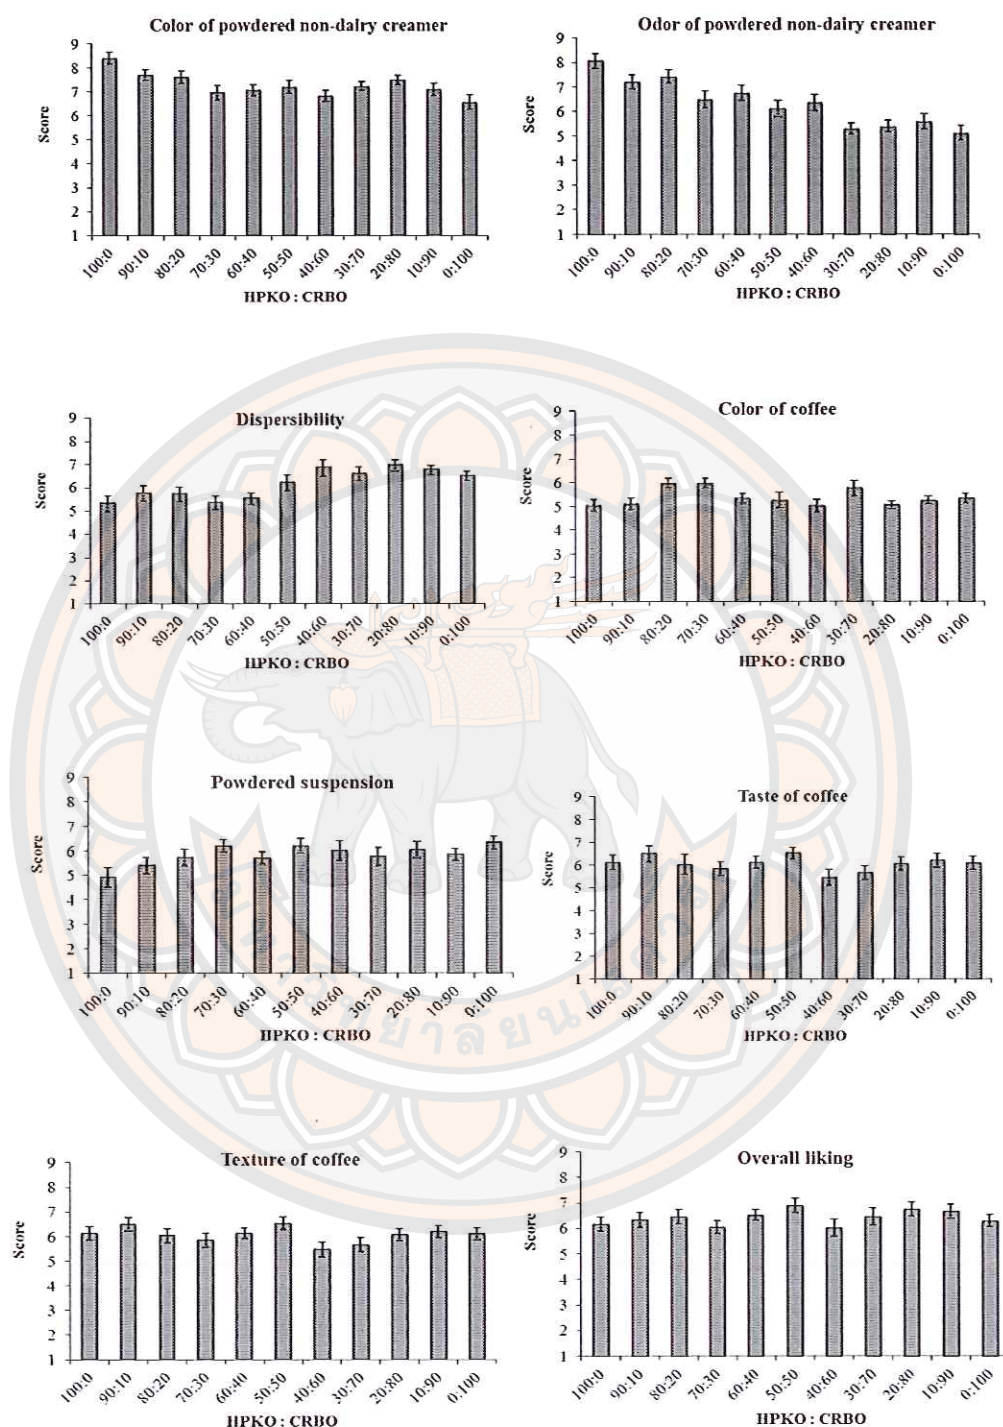 Color of powdered non-dairy creamer
Score
9
8
7
6
5
4
3
2
1
100:0 90:10 80:20 70:30 60:40 50:50 40:60 30:70 20:80 10:90 0:100
HPKO : CRBO
Odor of powdered non-dairy creamer
Score
9
8
7
6
5
4
3
2
1
100:0 90:10 80:20 70:30 60:40 50:50 40:60 30:70 20:80 10:90 0:100
HPKO : CRBO
Dispersibility
Score
9
8
7
6
5
4
3
2
1
100:0 90:10 80:20 70:30 60:40 50:50 40:60 30:70 20:80 10:90 0:100
HPKO : CRBO
Color of coffee
Score
9
8
7
6
5
4
3
2
1
100:0 90:10 80:20 70:30 60:40 50:50 40:60 30:70 20:80 10:90 0:100
HPKO : CRBO
Powdered suspension
Score
9
8
7
6
5
4
3
2
1
100:0 90:10 80:20 70:30 60:40 50:50 40:60 30:70 20:80 10:90 0:100
HPKO : CRBO
Taste of coffee
Score
9
8
7
6
5
4
3
2
1
100:0 90:10 80:20 70:30 60:40 50:50 40:60 30:70 20:80 10:90 0:100
HPKO : CRBO
Texture of coffee
Score
9
8
7
6
5
4
3
2
1
100:0 90:10 80:20 70:30 60:40 50:50 40:60 30:70 20:80 10:90 0:100
HPKO : CRBO
Overall liking
Score
9
8
7
6
5
4
3
2
1
100:0 90:10 80:20 70:30 60:40 50:50 40:60 30:70 20:80 10:90 0:100
HPKO : CRBO